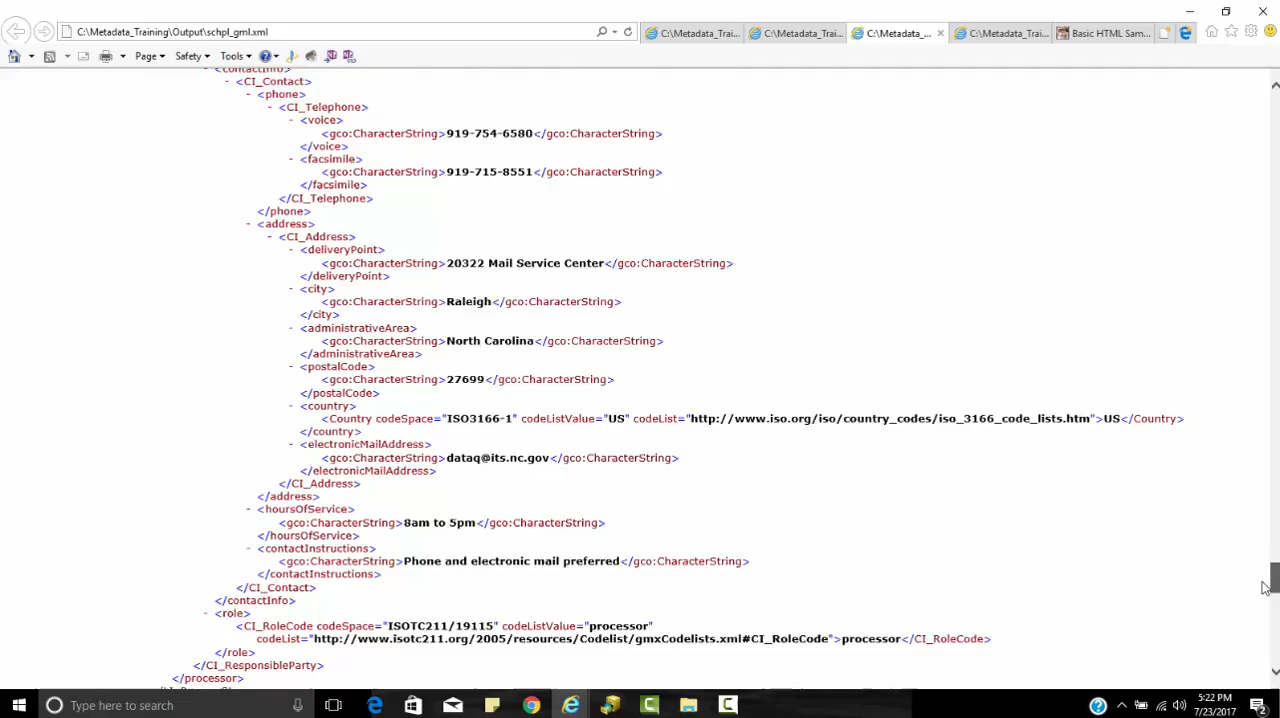 C:\Metadata_Training\Output\schpl_gml.xml
C:\Metadata_Trai...
C:\Metadata_Trai...
C:\Metadata_...
C:\Metadata_Trai...
Basic HTML Sam...
Page Safety Tools
- <contactInfo>
- <CI_Contact>
- <phone>
- <CI_Telephone>
- <voice>
<gco:CharacterString>919-754-6580</gco:CharacterString>
</voice>
- <facsimile>
<gco:CharacterString>919-715-8551</gco:CharacterString>
</facsimile>
</CI_Telephone>
</phone>
- <address>
- <CI_Address>
- <deliveryPoint>
<gco:CharacterString>20322 Mail Service Center</gco:CharacterString>
</deliveryPoint>
- <city>
<gco:CharacterString>Raleigh</gco:CharacterString>
</city>
- <administrativeArea>
<gco:CharacterString>North Carolina</gco:CharacterString>
</administrativeArea>
- <postalCode>
<gco:CharacterString>27699</gco:CharacterString>
</postalCode>
- <country>
<Country codeSpace="ISO3166-1" codeListValue="US" codeList="http://www.iso.org/iso/country_codes/iso_3166_code_lists.htm">US</Country>
</country>
- <electronicMailAddress>
<gco:CharacterString>dataq@its.nc.gov</gco:CharacterString>
</electronicMailAddress>
</CI_Address>
</address>
- <hoursOfService>
<gco:CharacterString>8am to 5pm</gco:CharacterString>
</hoursOfService>
- <contactInstructions>
<gco:CharacterString>Phone and electronic mail preferred</gco:CharacterString>
</contactInstructions>
</CI_Contact>
</contactInfo>
- <role>
<CI_RoleCode codeSpace="ISOTC211/19115" codeListValue="processor"
codeList="http://www.isotc211.org/2005/resources/Codelist/gmxCodelists.xml#CI_RoleCode">processor</CI_RoleCode>
</role>
</CI_ResponsibleParty>
</processor>
Type here to search
5:22 PM
7/23/2017
2